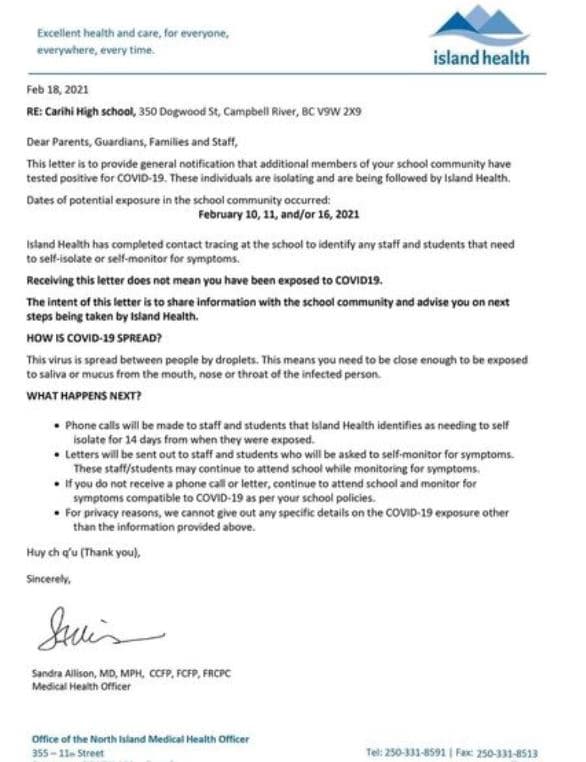 Excellent health and care, for everyone,
everywhere, every time.
island health
Feb 18, 2021
RE: Carihi High school, 350 Dogwood St, Campbell River, BC V9W 2X9
Dear Parents, Guardians, Families and Staff,
This letter is to provide general notification that additional members of your school community have
tested positive for COVID-19. These individuals are isolating and are being followed by Island Health.
Dates of potential exposure in the school community occurred:
February 10, 11, and/or 16, 2021
Island Health has completed contact tracing at the school to identify any staff and students that need
to self-isolate or self-monitor for symptoms.
Receiving this letter does not mean you have been exposed to COVID19.
The intent of this letter is to share information with the school community and advise you on next
steps being taken by Island Health.
HOW IS COVID-19 SPREAD?
This virus is spread between people by droplets. This means you need to be close enough to be exposed
to saliva or mucus from the mouth, nose or throat of the infected person.
WHAT HAPPENS NEXT?
• Phone calls will be made to staff and students that Island Health identifies as needing to self
isolate for 14 days from when they were exposed.
• Letters will be sent out to staff and students who will be asked to self-monitor for symptoms.
These staff/students may continue to attend school while monitoring for symptoms.
• If you do not receive a phone call or letter, continue to attend school and monitor for
symptoms compatible to COVID-19 as per your school policies.
• For privacy reasons, we cannot give out any specific details on the COVID-19 exposure other
than the information provided above.
Huy ch q'u (Thank you),
Sincerely,
Sandra Allison, MD, MPH, CCFP, FCFP, FRCPC
Medical Health Officer
Office of the North Island Medical Health Officer
355 – 11th Street
Tel: 250-331-8591 | Fax: 250-331-8513